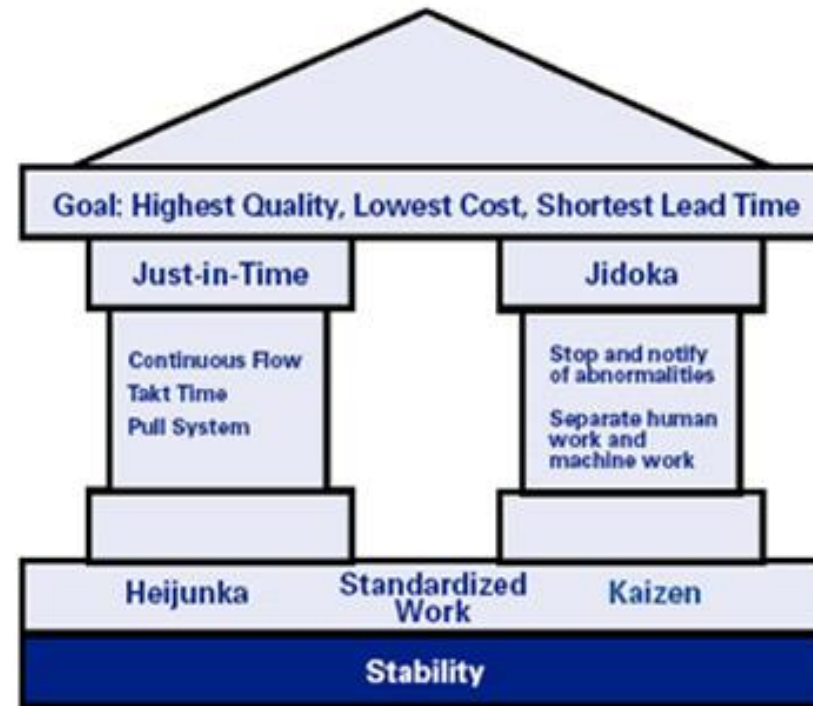 Goal: Highest Quality, Lowest Cost, Shortest Lead Time
Just-in-Time
Continuous Flow
Takt Time
Pull System
Jidoka
Stop and notify
of abnormalities
Separate human
work and
machine work
Heijunka
Standardized
Work
Kaizen
Stability